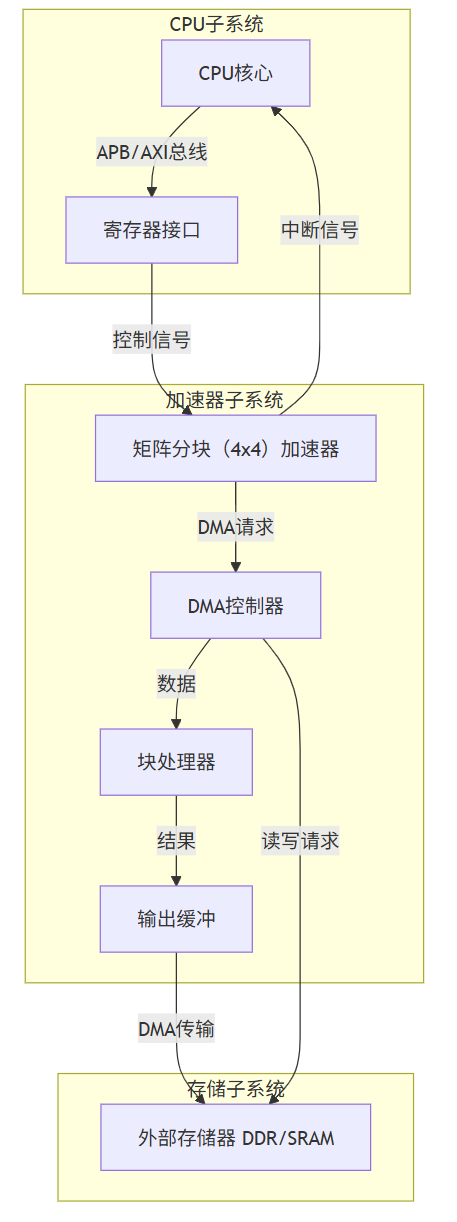 CPU子系统
CPU核心
APB/AXI总线
寄存器接口
中断信号
控制信号
加速器子系统
矩阵分块（4x4）加速器
DMA请求
DMA控制器
数据
块处理器
结果
读写请求
输出缓冲
DMA传输
存储子系统
外部存储器 DDR/SRAM